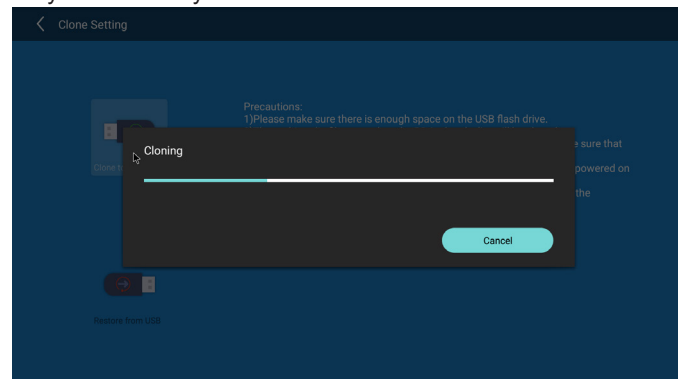 Clone Setting
Precautions:
1)Please make sure there is enough space on the USB flash drive.
e sure that
Cloning
Clone t
powered on
the
Cancel
Restore from USB